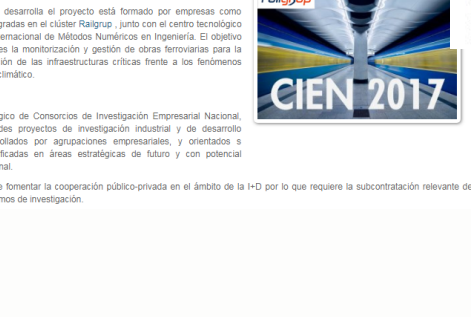 desarrolla el proyecto está formado por empresas como
gradas en el clúster Railgrup , junto con el centro tecnológico
ernacional de Métodos Numéricos en Ingeniería. El objetivo
es la monitorización y gestión de obras ferroviarias para la
ión de las infraestructuras críticas frente a los fenómenos
climático.
gico de Consorcios de Investigación Empresarial Nacional,
des proyectos de investigación industrial y de desarrollo
ollados por agrupaciones empresariales, y orientados s
ificadas en áreas estratégicas de futuro y con potencial
nal.
e fomentar la cooperación público-privada en el ámbito de la I+D por lo que requiere la subcontratación relevante de
mos de investigación.
CIEN 2017